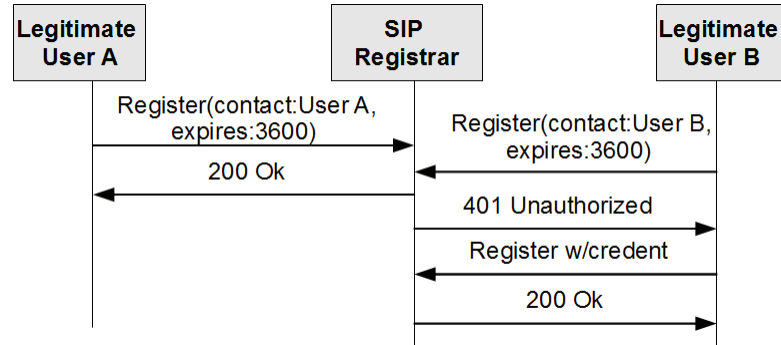 Legitimate
User A
SIP
Registrar
Legitimate
User B
Register(contact:User A,
expires:3600)
Register(contact:User B,
expires:3600)
200 Ok
401 Unauthorized
Register w/credent
200 Ok